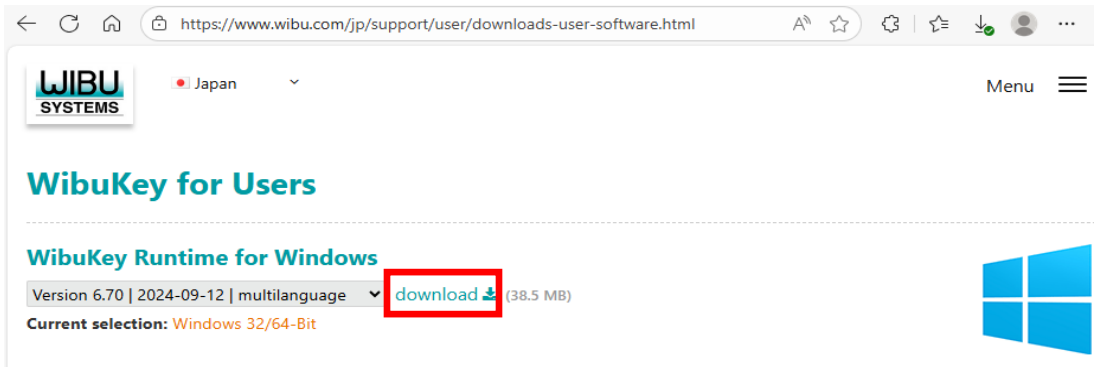 https://www.wibu.com/jp/support/user/downloads-user-software.html
WIBU
SYSTEMS
Japan
Menu
WibuKey for Users
WibuKey Runtime for Windows
Version 6.70 | 2024-09-12 | multilanguage download (38.5 MB)
Current selection: Windows 32/64-Bit